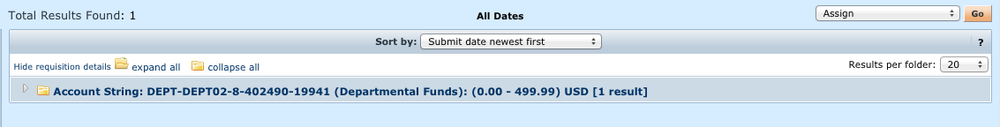 Total Results Found: 1
All Dates
Assign
Go
Sort by: Submit date newest first
?
Hide requisition details expand all collapse all
Results per folder: 20
Account String: DEPT-DEPT02-8-402490-19941 (Departmental Funds): (0.00 - 499.99) USD [1 result]